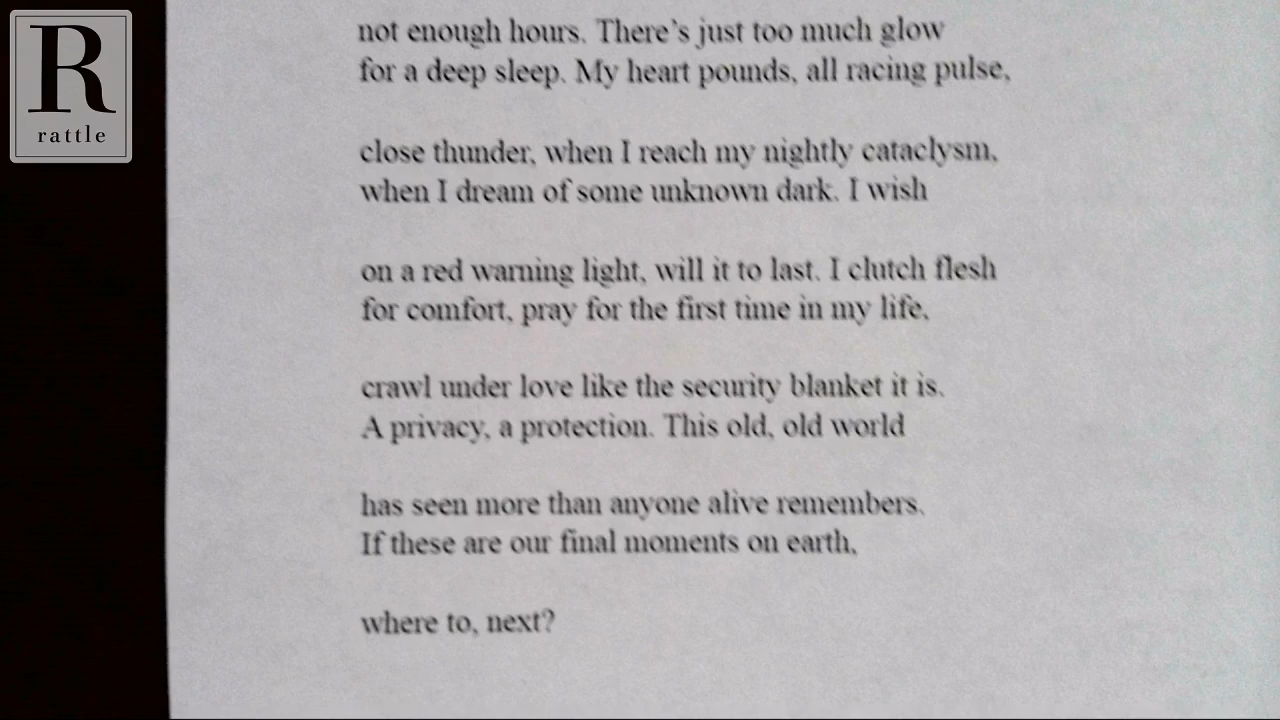 R
rattle
not enough hours. There’s just too much glow
for a deep sleep. My heart pounds, all racing pulse,
close thunder, when I reach my nightly cataclysm,
when I dream of some unknown dark. I wish
on a red warning light, will it to last. I clutch flesh
for comfort, pray for the first time in my life,
crawl under love like the security blanket it is.
A privacy, a protection. This old, old world
has seen more than anyone alive remembers.
If these are our final moments on earth,
where to, next?